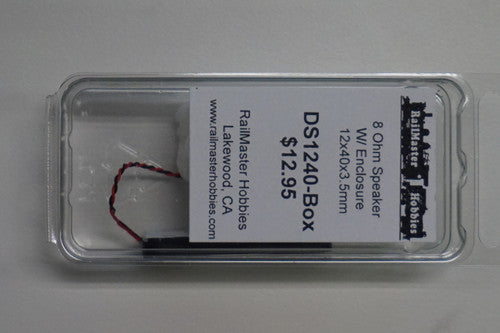 RailMaster Hobbies
8 Ohm Speaker
W/ Enclosure
12x40x3.5mm
DS1240-Box
$12.95
RailMaster Hobbies
Lakewood, CA
www.railmasterhobbies.com